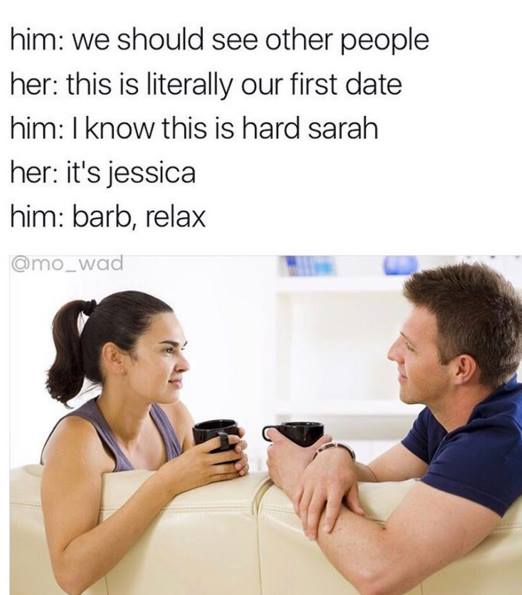 him: we should see other people
her: this is literally our first date
him: I know this is hard sarah
her: it's jessica
him: barb, relax
@mo_wad